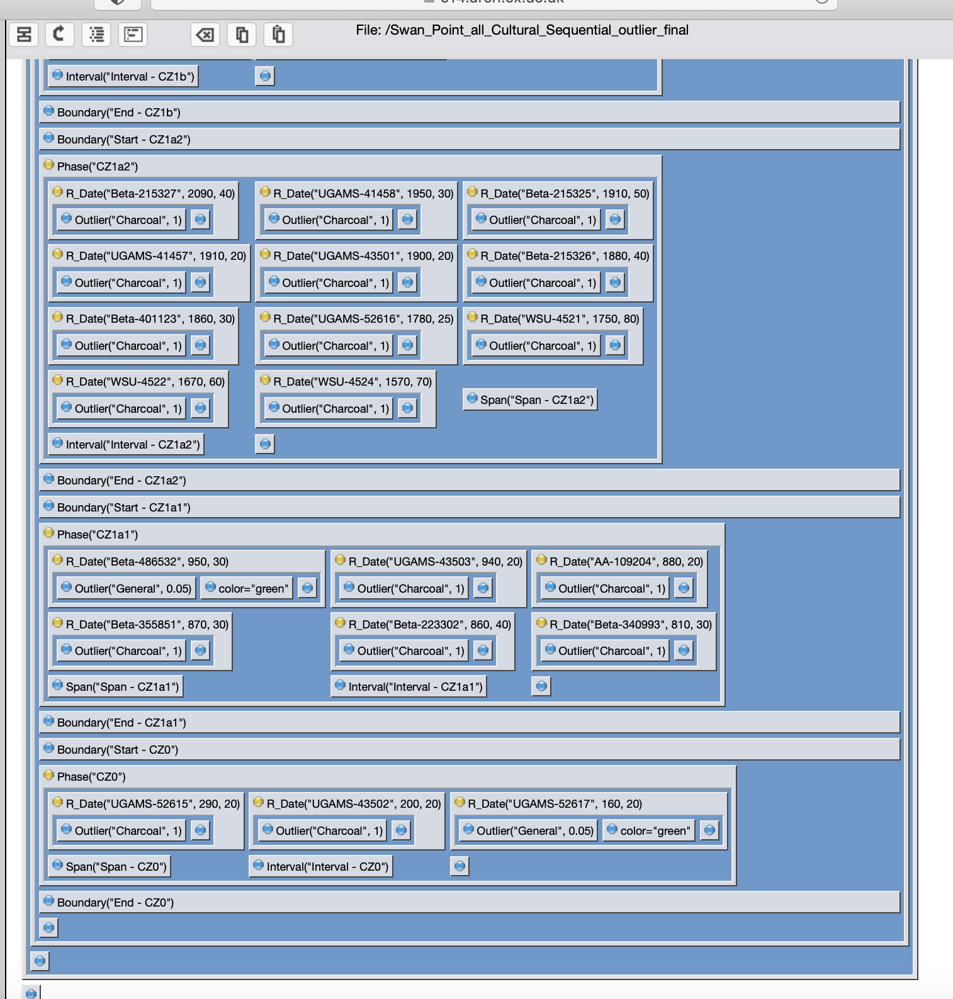 File: /Swan_Point_all_Cultural_Sequential_outlier_final
Interval("Interval - CZ1b")
Boundary("End - CZ1b")
Boundary("Start - CZ1a2")
Phase("CZ1a2")
R_Date("Beta-215327", 2090, 40) R_Date("UGAMS-41458", 1950, 30) R_Date("Beta-215325", 1910, 50)
Outlier("Charcoal", 1) Outlier("Charcoal", 1) Outlier("Charcoal", 1)
R_Date("UGAMS-41457", 1910, 20) R_Date("UGAMS-43501", 1900, 20) R_Date("Beta-215326", 1880, 40)
Outlier("Charcoal", 1) Outlier("Charcoal", 1) Outlier("Charcoal", 1)
R_Date("Beta-401123", 1860, 30) R_Date("UGAMS-52616", 1780, 25) R_Date("WSU-4521", 1750, 80)
Outlier("Charcoal", 1) Outlier("Charcoal", 1) Outlier("Charcoal", 1)
R_Date("WSU-4522", 1670, 60) R_Date("WSU-4524", 1570, 70)
Span("Span - CZ1a2")
Outlier("Charcoal", 1) Outlier("Charcoal", 1)
Interval("Interval - CZ1a2")
Boundary("End - CZ1a2")
Boundary("Start - CZ1a1")
Phase("CZ1a1")
R_Date("Beta-486532", 950, 30) R_Date("UGAMS-43503", 940, 20) R_Date("AA-109204", 880, 20)
Outlier("General", 0.05) color="green" Outlier("Charcoal", 1) Outlier("Charcoal", 1)
R_Date("Beta-355851", 870, 30) R_Date("Beta-223302", 860, 40) R_Date("Beta-340993", 810, 30)
Outlier("Charcoal", 1) Outlier("Charcoal", 1) Outlier("Charcoal", 1)
Span("Span - CZ1a1") Interval("Interval - CZ1a1")
Boundary("End - CZ1a1")
Boundary("Start - CZ0")
Phase("CZ0")
R_Date("UGAMS-52615", 290, 20) R_Date("UGAMS-43502", 200, 20) R_Date("UGAMS-52617", 160, 20)
Outlier("Charcoal", 1) Outlier("Charcoal", 1) Outlier("General", 0.05) color="green"
Span("Span - CZ0") Interval("Interval - CZ0")
Boundary("End - CZ0")